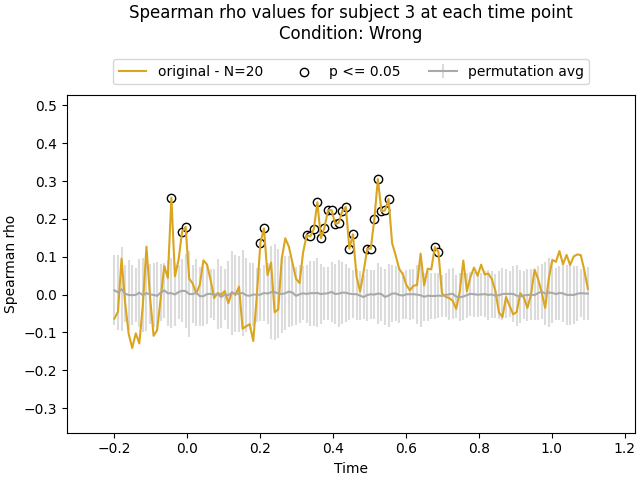 Spearman rho values for subject 3 at each time point
Condition: Wrong
original - N=20
p <= 0.05
permutation avg
0.5
0.4
0.3
0.2
0.1
0.0
−0.1
−0.2
−0.3
Spearman rho
−0.2
0.0
0.2
0.4
0.6
0.8
1.0
1.2
Time